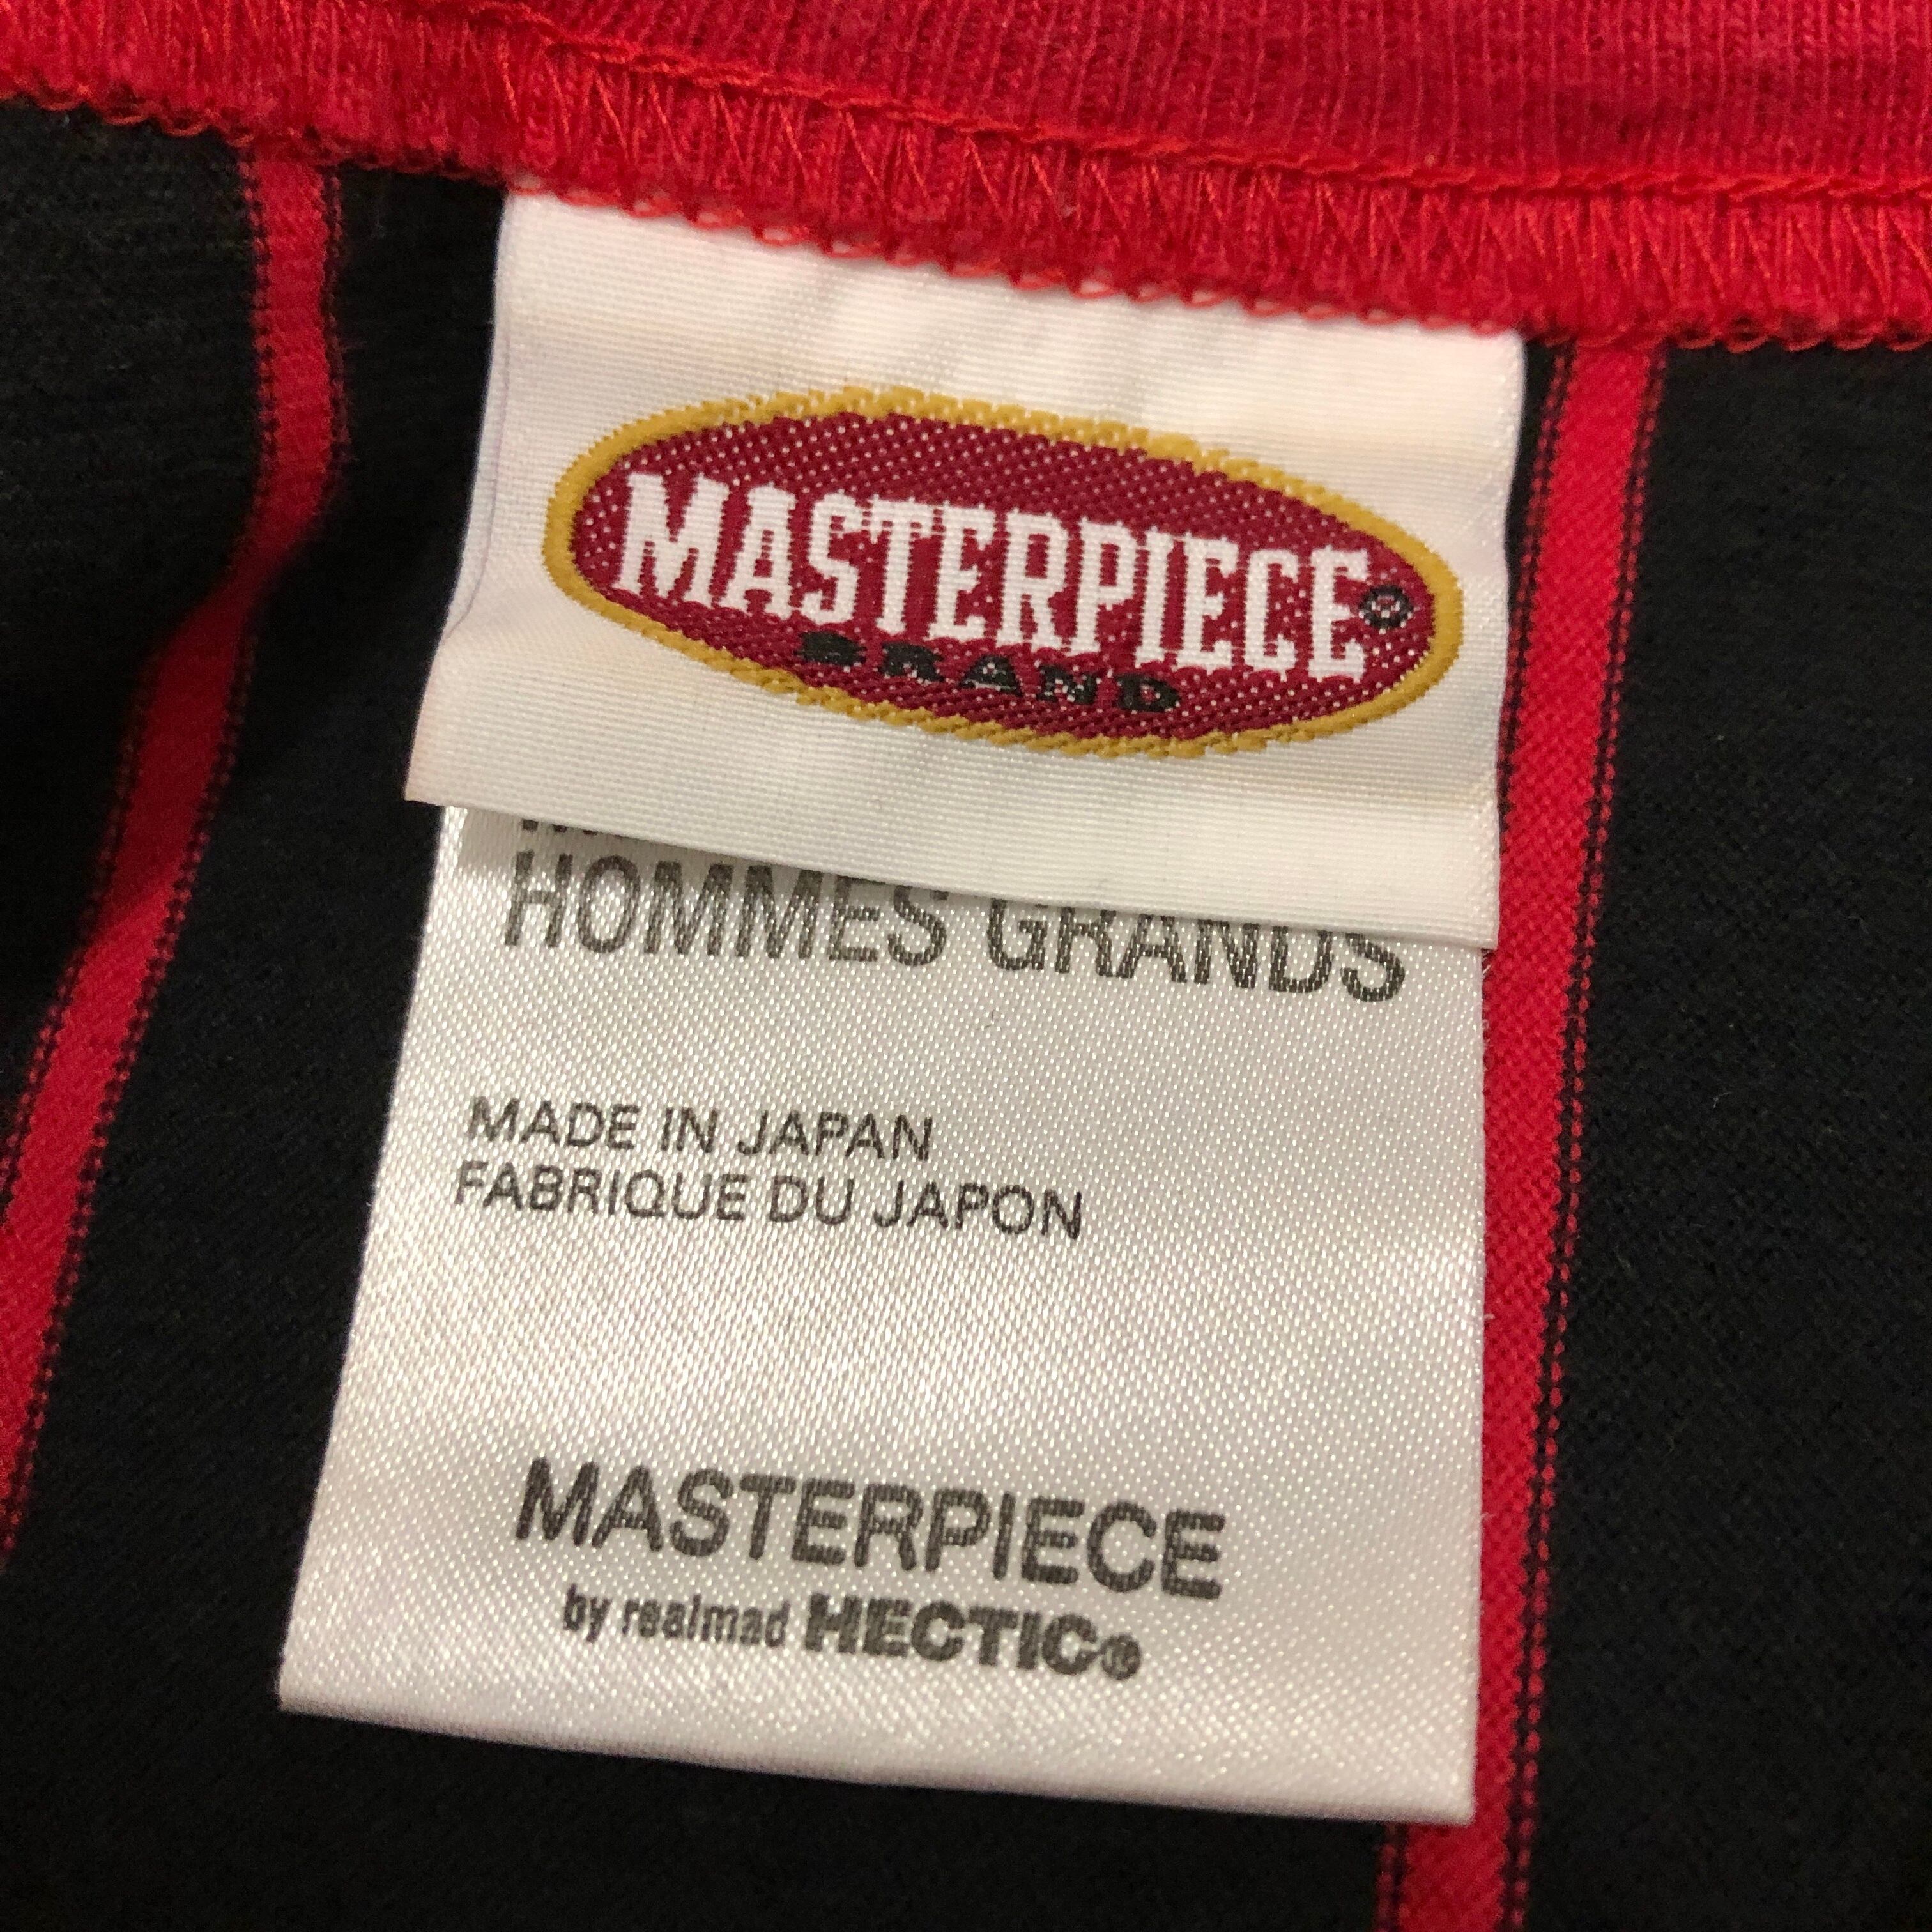 MASTERPIECE®
BRAND
HOMMES GRANDS
MADE IN JAPAN
FABRIQUE DU JAPON
MASTERPIECE
by realmad HECTIC®